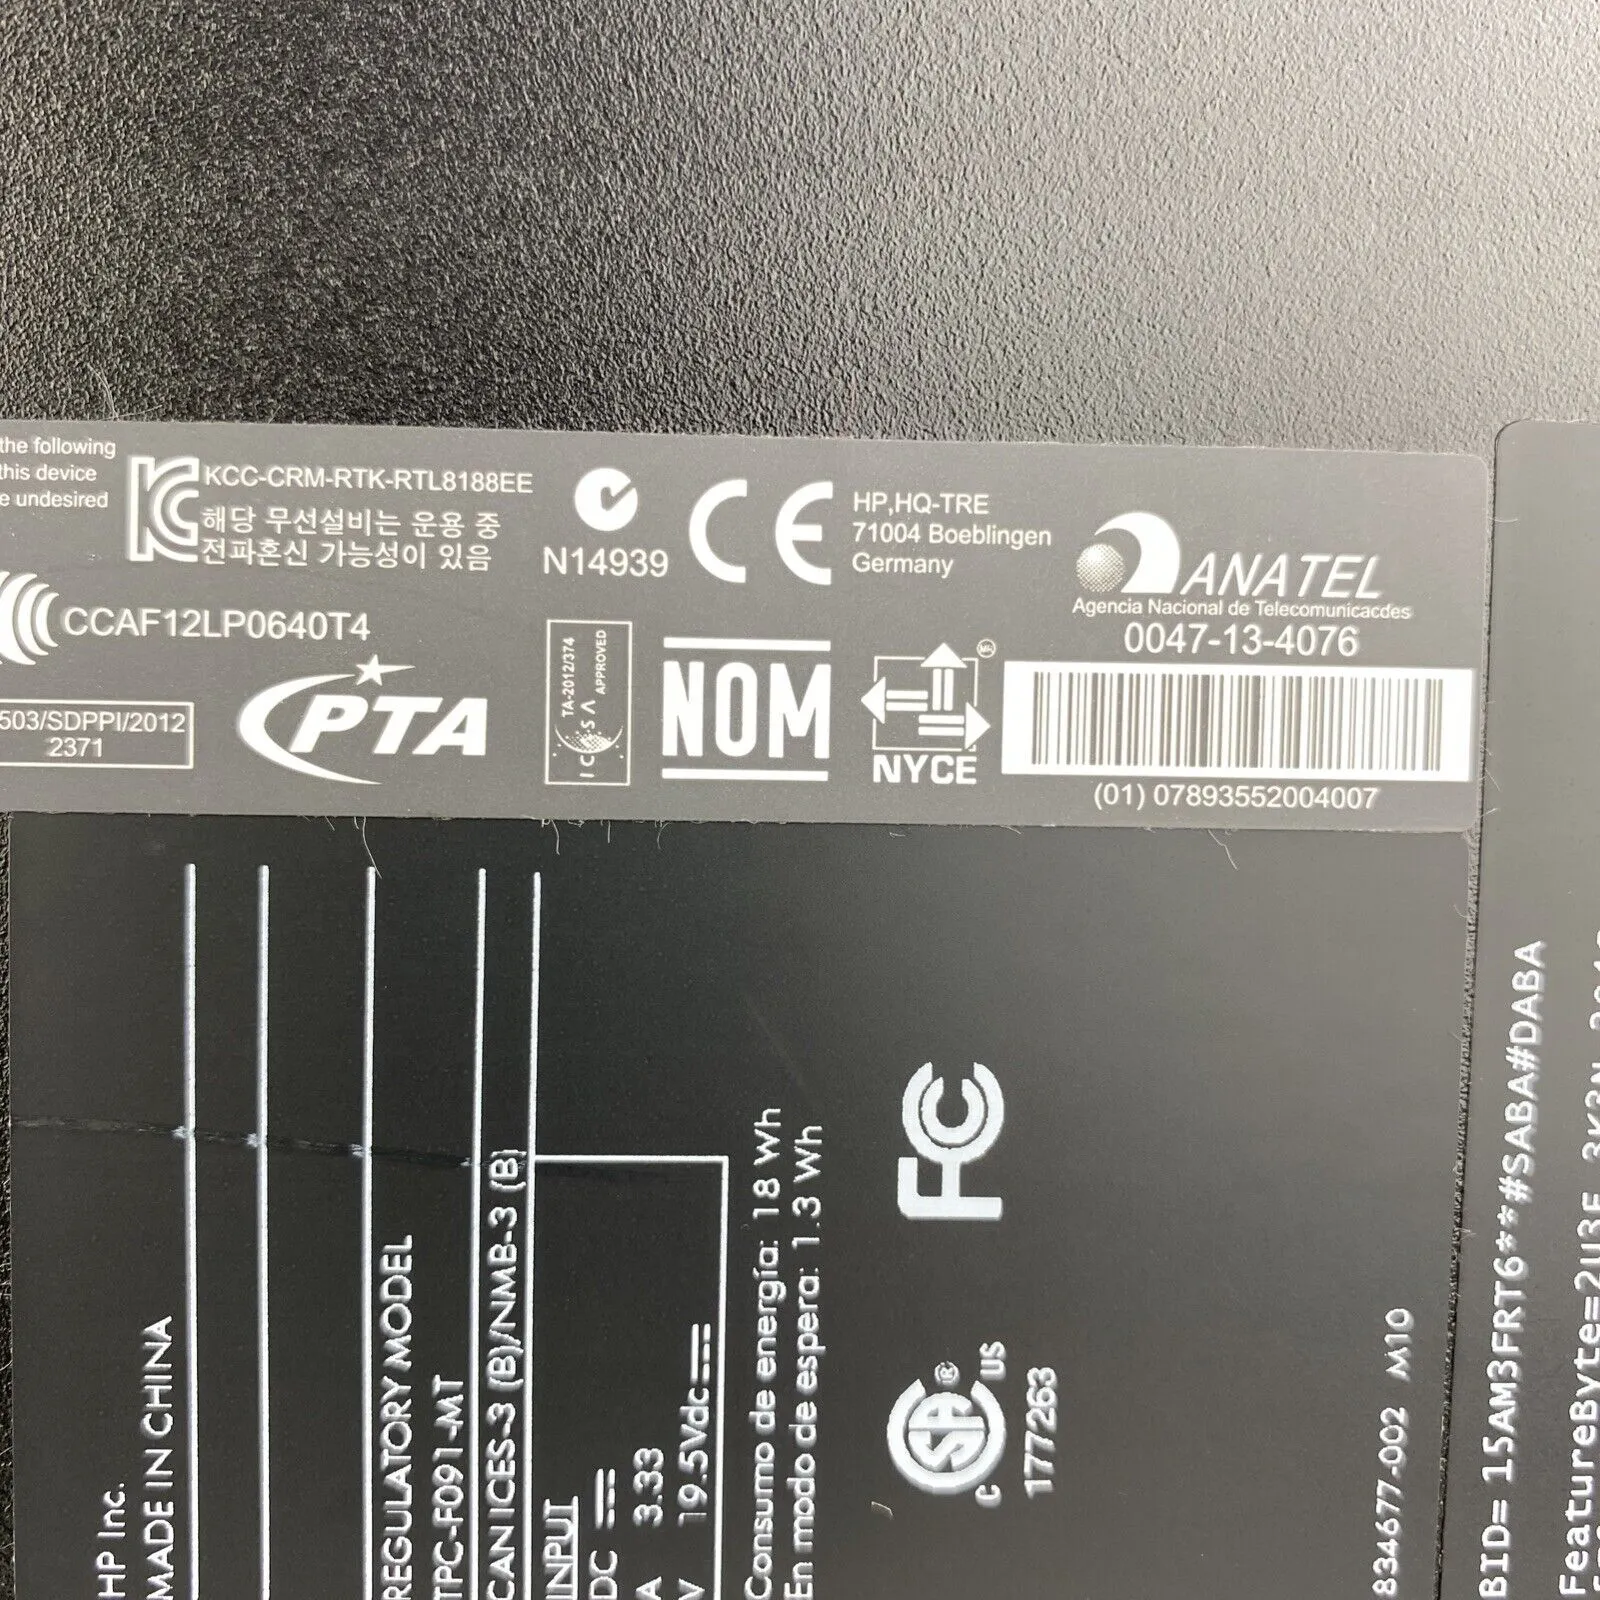 the following
this device
e undesired
KCC-CRM-RTK-RTL8188EE
해당 무선설비는 운용 중
전파혼신 가능성이 있음
N14939
CE
HP,HQ-TRE
71004 Boeblingen
Germany
ANATEL
Agencia Nacional de Telecomunicacdes
0047-13-4076
(01) 07893552004007
CCAF12LP0640T4
503/SDPPI/2012
2371
PTA
TA-2012/374
APPROVED
ICASA
NOM
NYCE
HP Inc.
MADE IN CHINA
REGULATORY MODEL
TPC-F091-MT
CAN ICES-3 (B)/NMB-3 (B)
INPUT
DC
A 3.33
V 19.5Vdc
Consumo de energía: 18 Wh
En modo de espera: 1.3 Wh
FC
C SA® US
177263
834677-002 M10
BID= 15AM3FRT6**#SABA#DABA